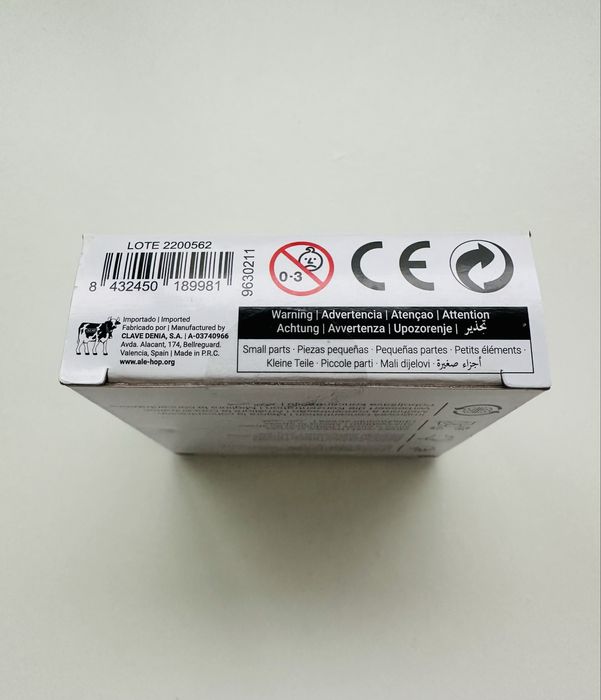 LOTE 2200562
8 432450 189981
9630211
0-3
CE
Importado | Imported
Fabricado por | Manufactured by
CLAVE DENIA, S.A. | A-03740966
Avda. Alacant, 174, Bellreguard.
Valencia, Spain | Made in P.R.C.
www.ale-hop.org
Warning | Advertencia | Atençao | Attention
Achtung | Avvertenza | Upozorenje | تحذير
Small parts · Piezas pequeñas · Pequeñas partes · Petits éléments ·
Kleine Teile · Piccole parti · Mali dijelovi · أجزاء صغيرة